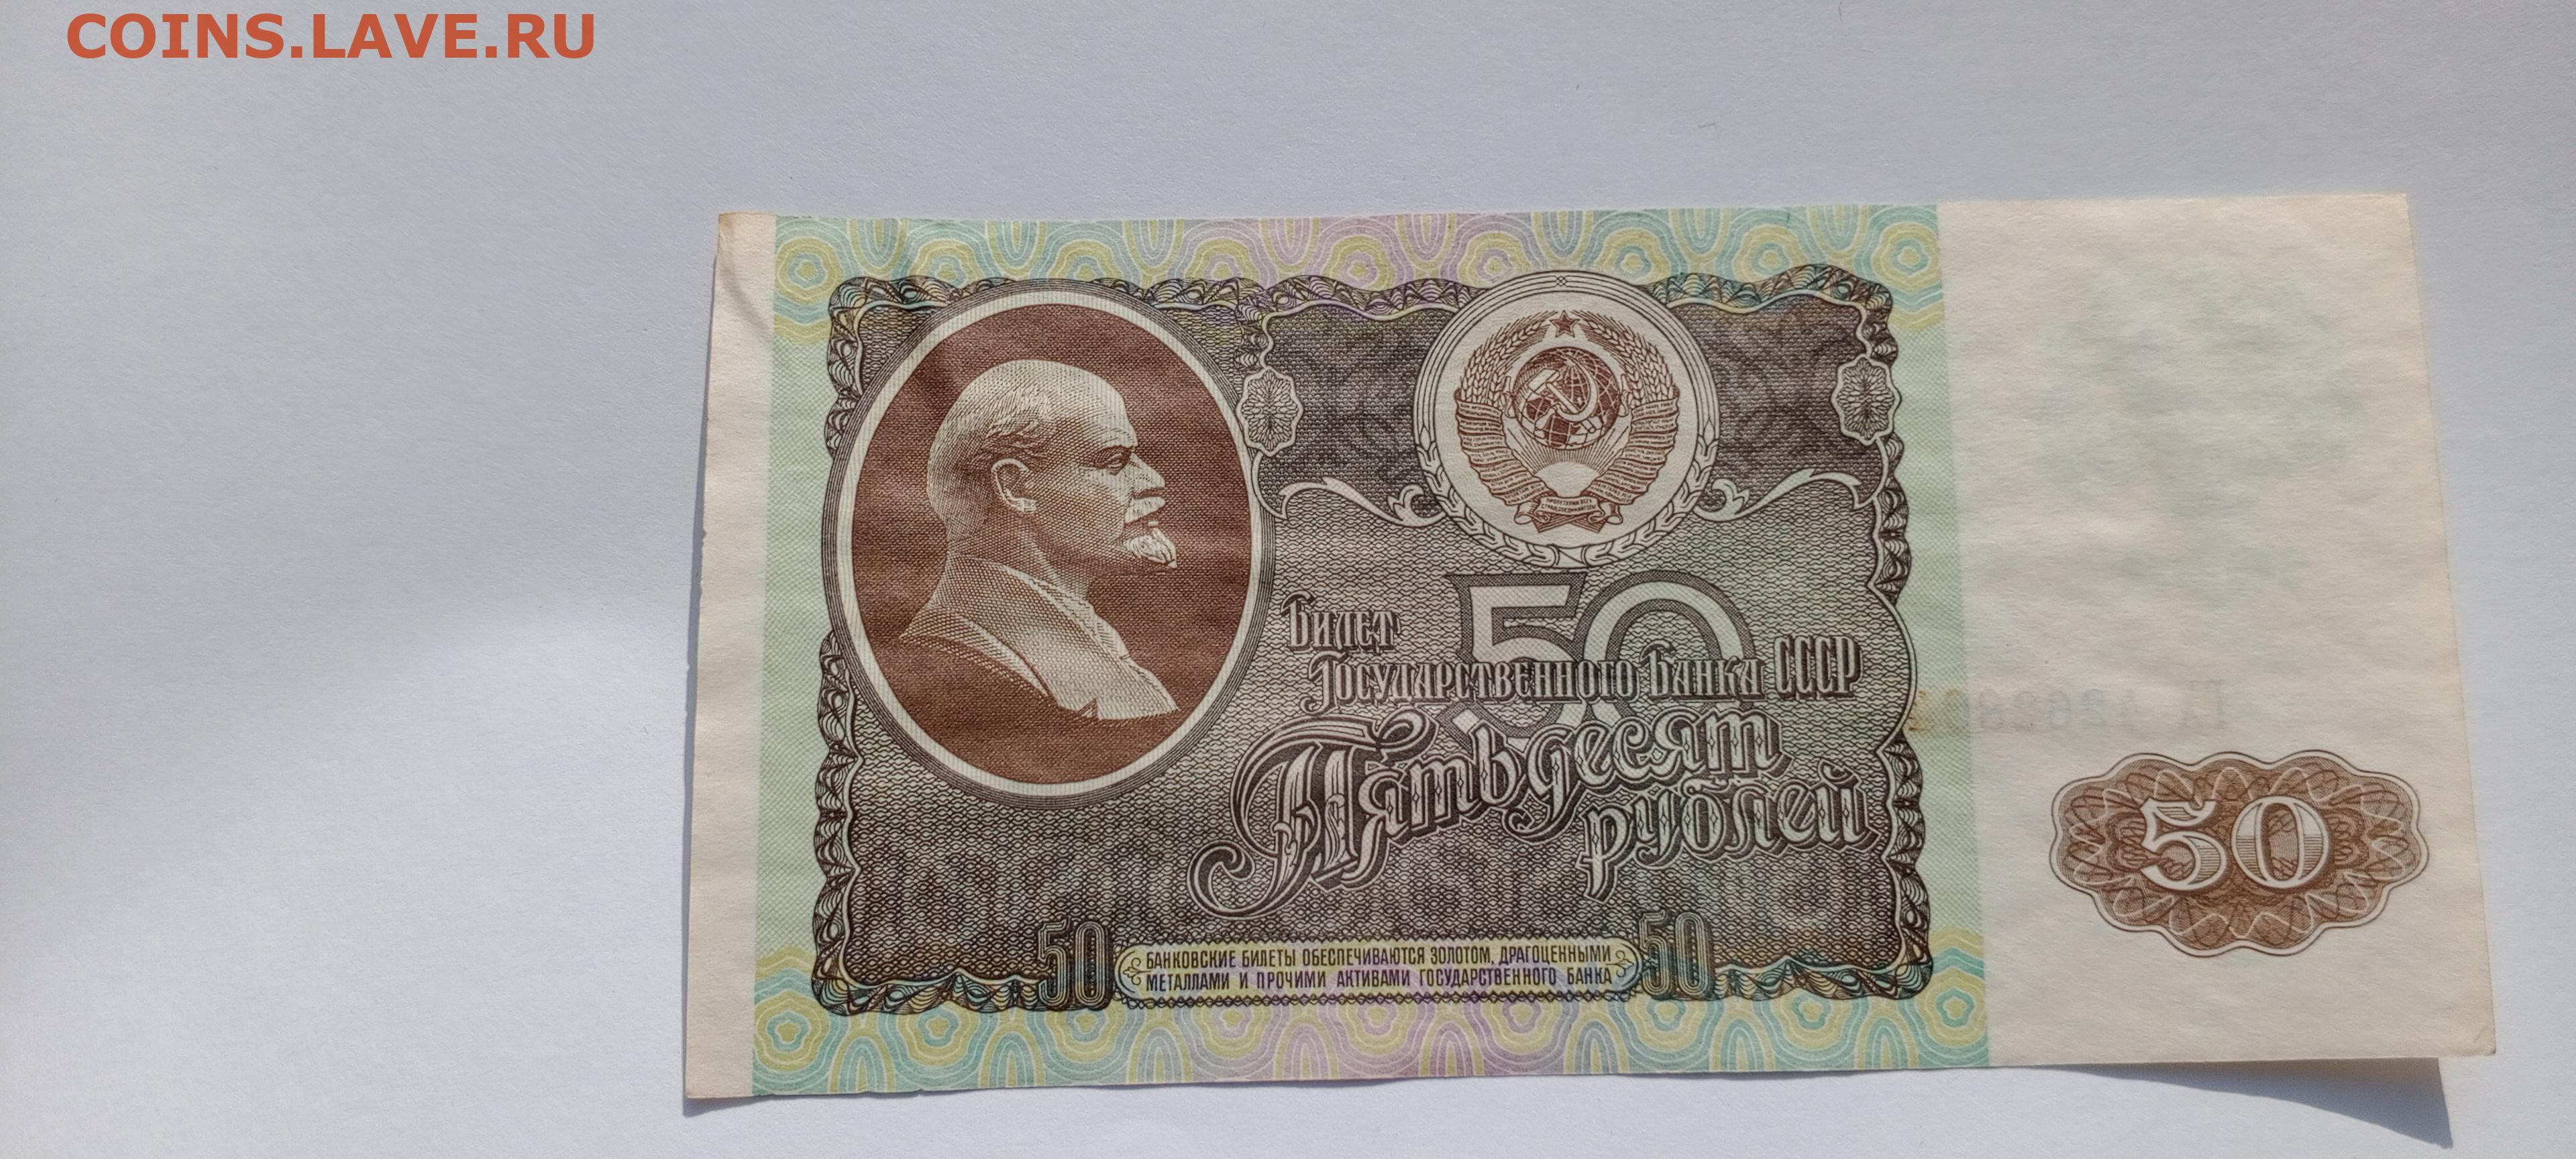 COINS.LAVE.RU
50
Билет
Государственного Банка СССР
Пятьдесят
рублей
50
50
БАНКОВСКИЕ БИЛЕТЫ ОБЕСПЕЧИВАЮТСЯ ЗОЛОТОМ, ДРАГОЦЕННЫМИ
МЕТАЛЛАМИ И ПРОЧИМИ АКТИВАМИ ГОСУДАРСТВЕННОГО БАНКА
50